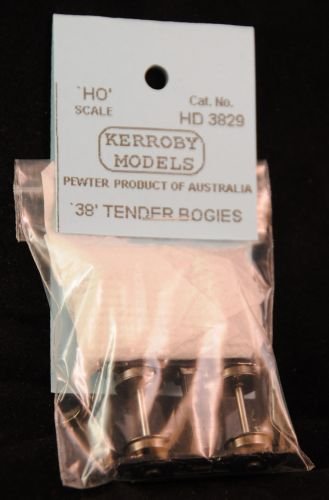 'HO'
SCALE
Cat. No.
HD 3829
KERROBY
MODELS
PEWTER PRODUCT OF AUSTRALIA
'38' TENDER BOGIES